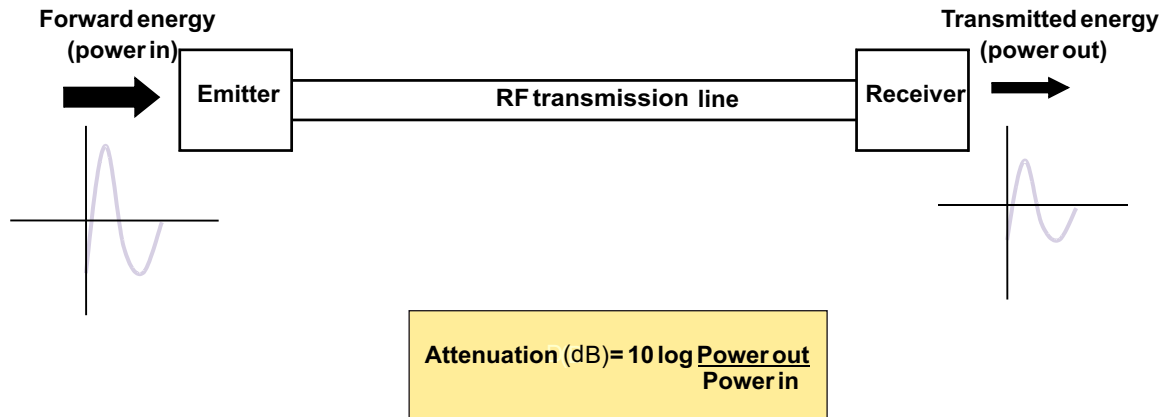 Forward energy
(power in)
Transmitted energy
(power out)
Emitter
RF transmission line
Receiver
Attenuation (dB)= 10 log Power out
Power in